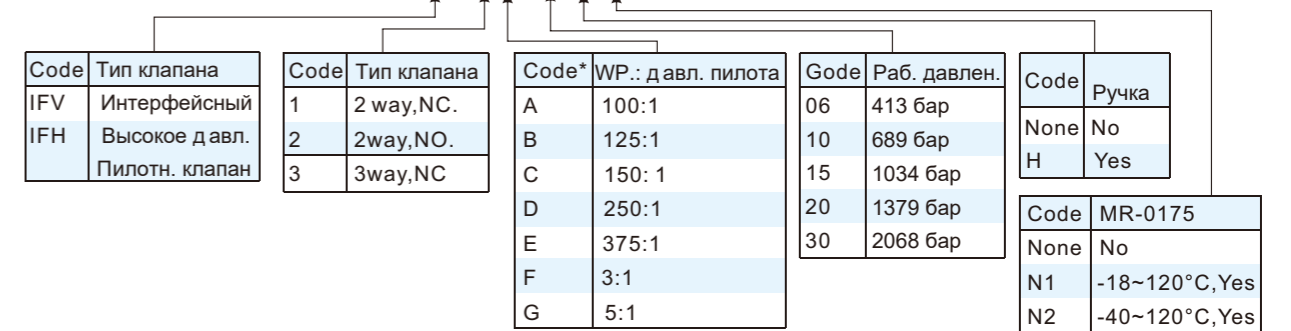 Code Тип клапана
IFV Интерфейсный
IFH Высокое давл.
Пилотн. клапан
Code Тип клапана
1 2 way,NC.
2 2way,NO.
3 3way,NC
Code* WP.: давл. пилота
A 100:1
B 125:1
C 150: 1
D 250:1
E 375:1
F 3:1
G 5:1
Gode Раб. давлен.
06 413 бар
10 689 бар
15 1034 бар
20 1379 бар
30 2068 бар
Code Ручка
None No
H Yes
Code MR-0175
None No
N1 -18~120°C,Yes
N2 -40~120°C,Yes